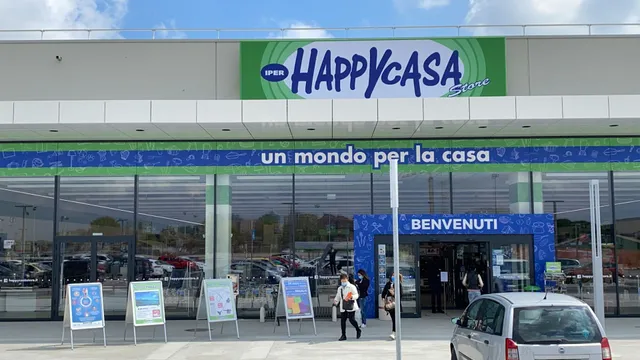 IPER HAPPYCASA
Store
un mondo per la casa
BENVENUTI